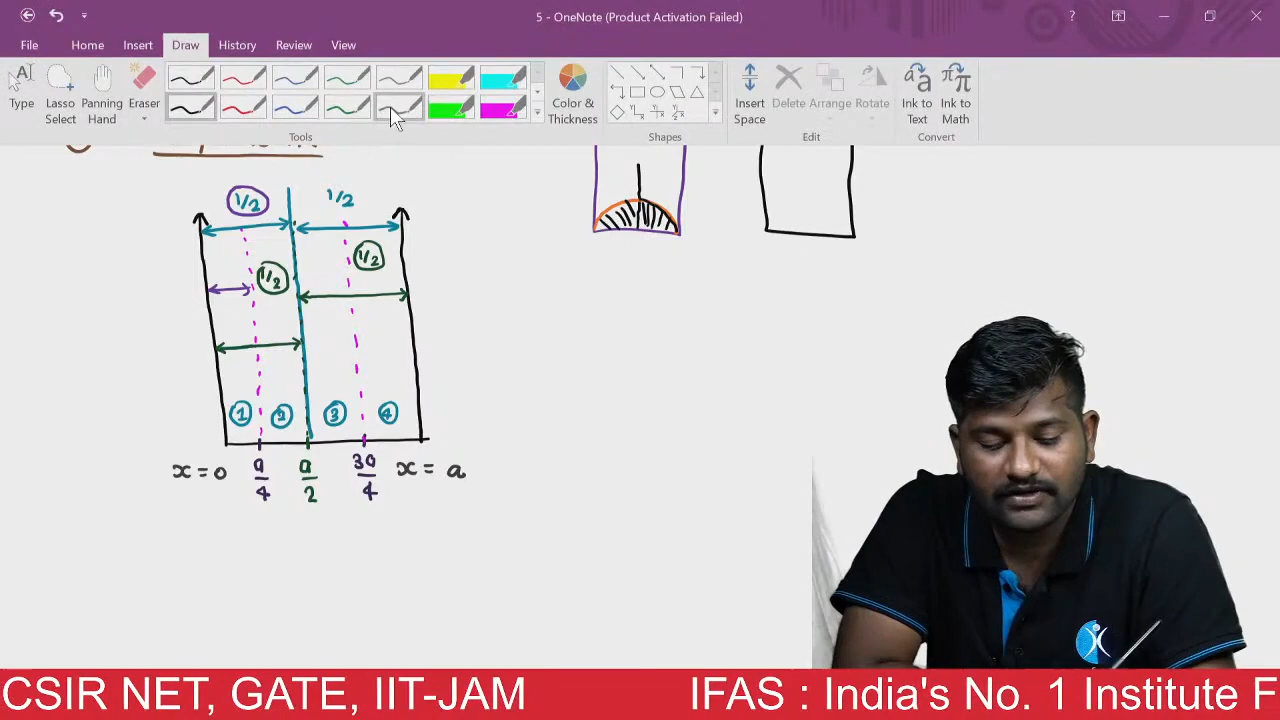 5 - OneNote (Product Activation Failed)
File Home Insert Draw History Review View
Type
Lasso Select
Panning Hand
Eraser
Color & Thickness
Insert Space
Delete
Arrange
Rotate
Ink to Text
Ink to Math
Tools
Shapes
Edit
Convert
1/2 1/2
1/2
1/2
1 2 3 4
x = 0 a/4 a/2 3a/4 x = a
CSIR NET, GATE, IIT-JAM IFAS : India's No. 1 Institute F